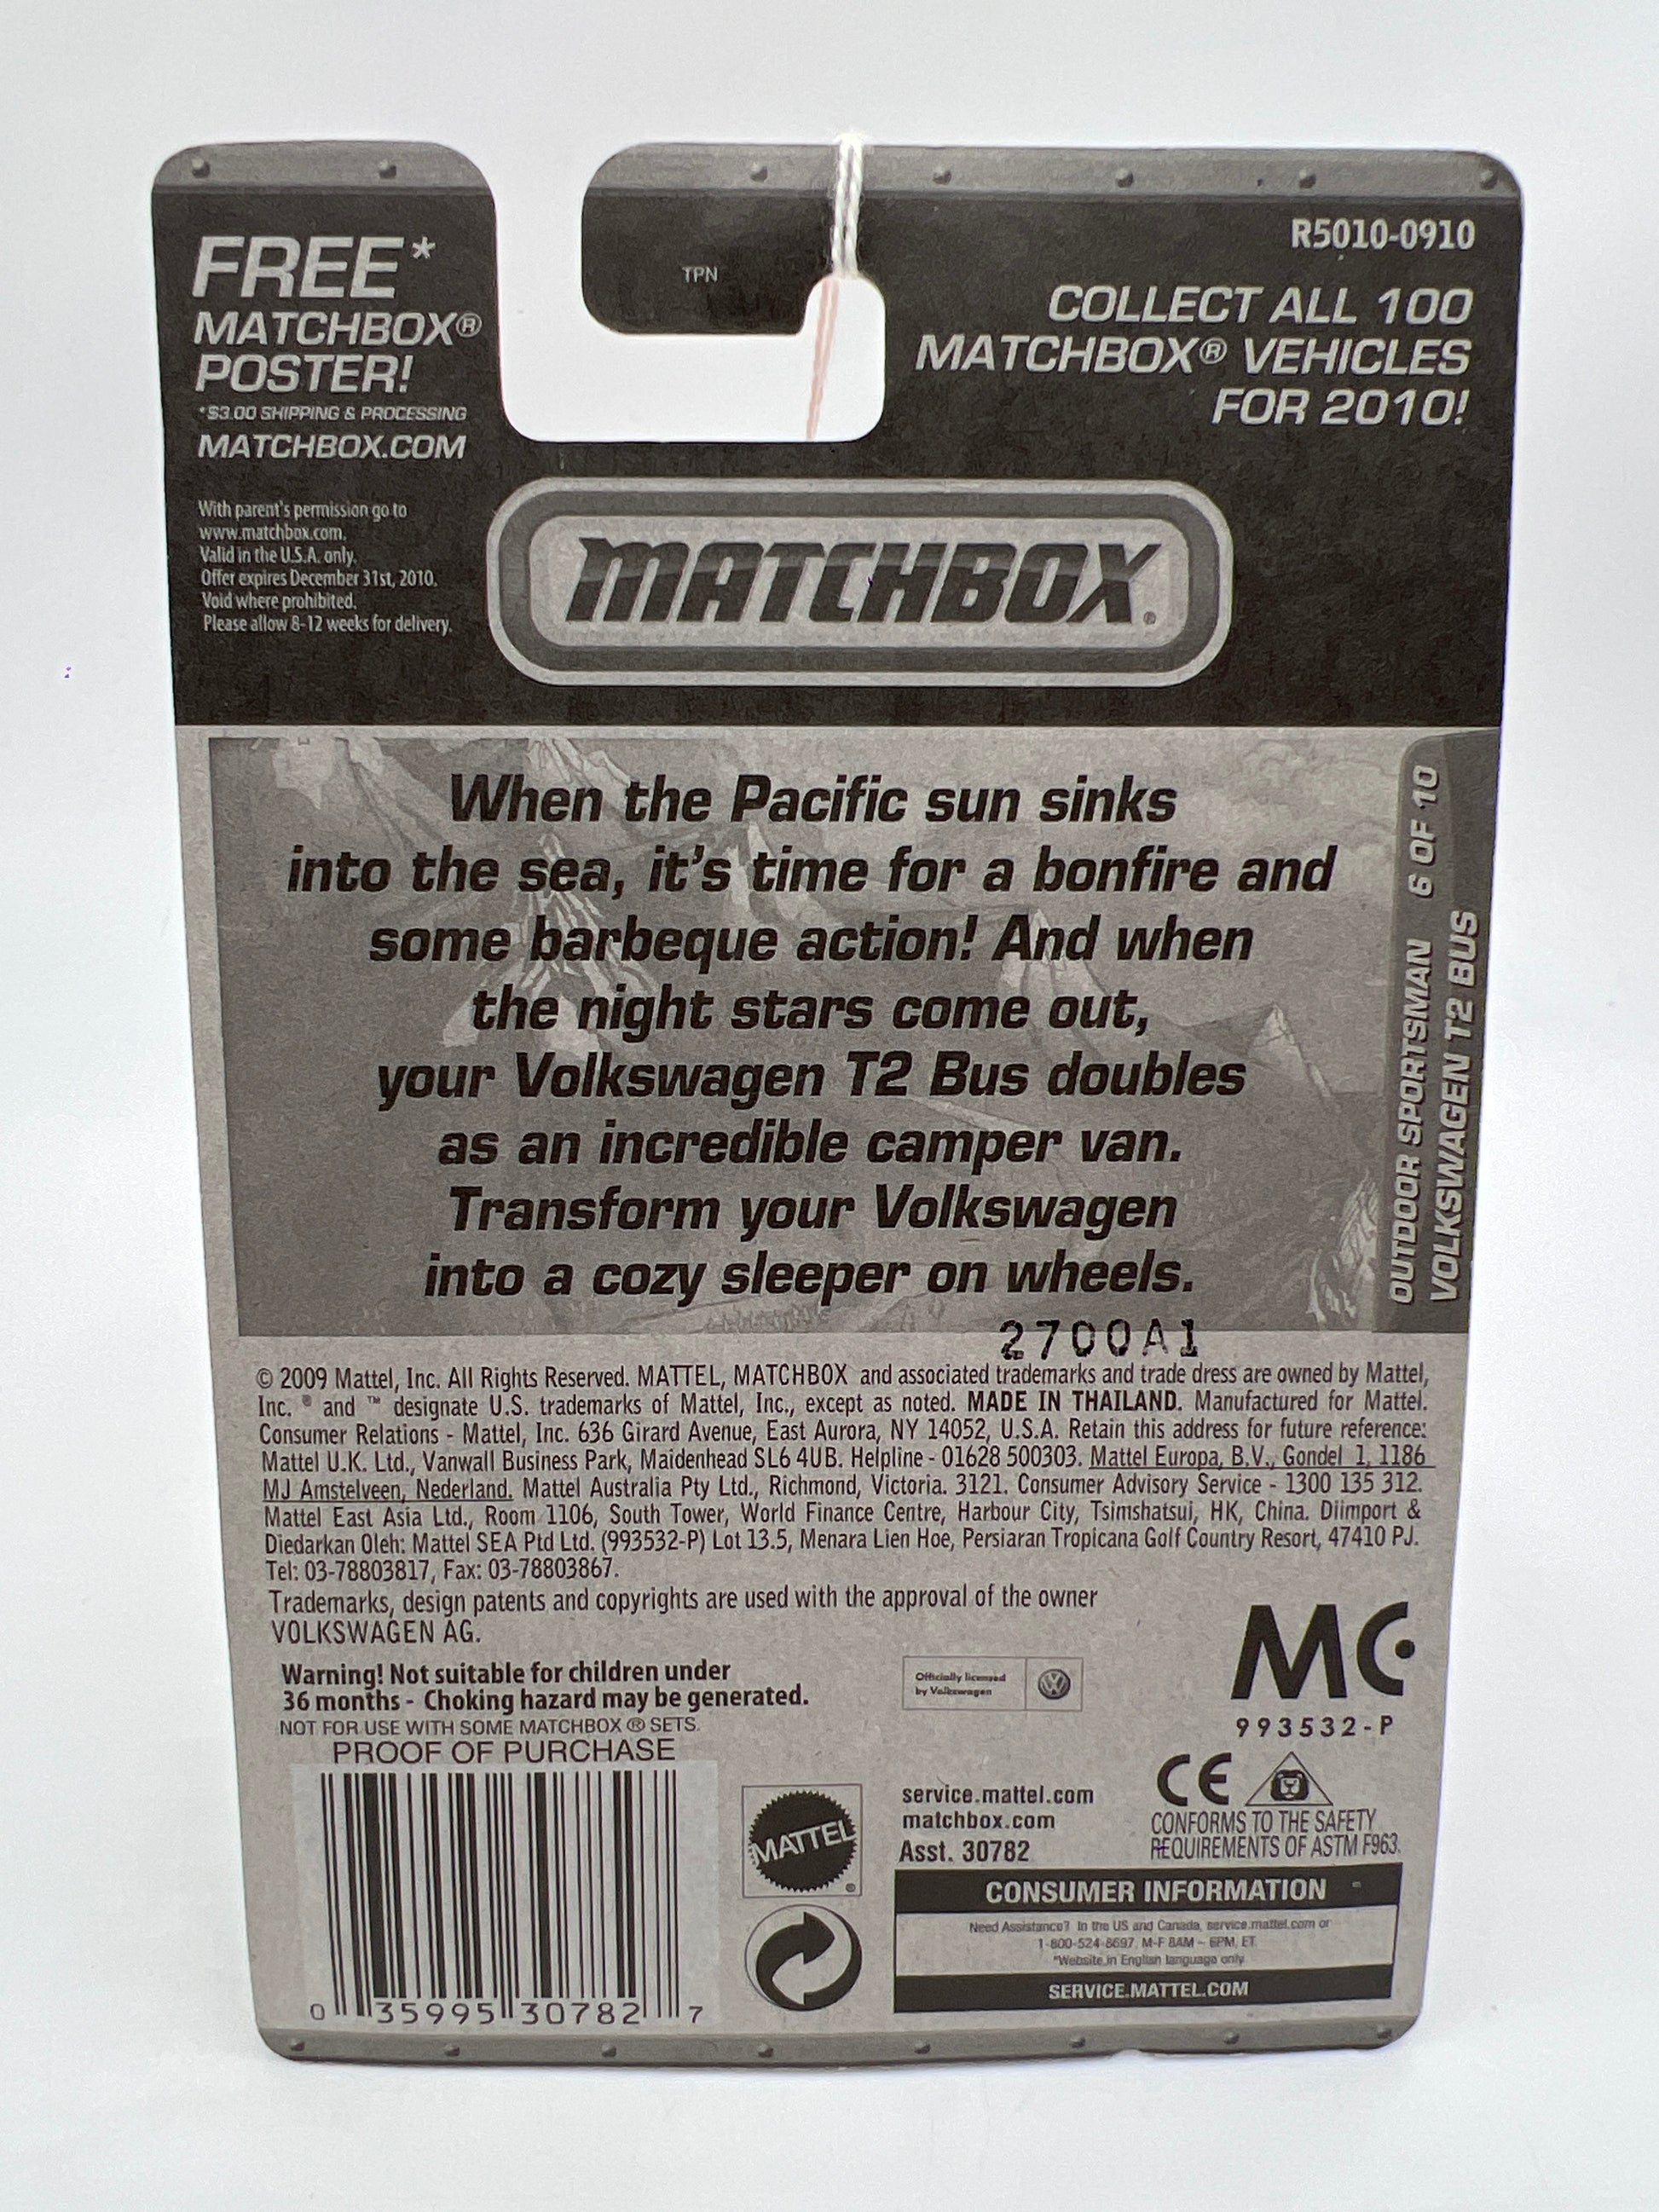 FREE*
MATCHBOX®
POSTER!
*$3.00 SHIPPING & PROCESSING
MATCHBOX.COM
With parent's permission go to
www.matchbox.com.
Valid in the U.S.A. only.
Offer expires December 31st, 2010.
Void where prohibited.
Please allow 8-12 weeks for delivery.
TPN
R5010-0910
COLLECT ALL 100
MATCHBOX® VEHICLES
FOR 2010!
MATCHBOX®
When the Pacific sun sinks
into the sea, it's time for a bonfire and
some barbeque action! And when
the night stars come out,
your Volkswagen T2 Bus doubles
as an incredible camper van.
Transform your Volkswagen
into a cozy sleeper on wheels.
OUTDOOR SPORTSMAN 6 OF 10
VOLKSWAGEN T2 BUS
2700A1
© 2009 Mattel, Inc. All Rights Reserved. MATTEL, MATCHBOX and associated trademarks and trade dress are owned by Mattel,
Inc. ® and ™ designate U.S. trademarks of Mattel, Inc., except as noted. MADE IN THAILAND. Manufactured for Mattel.
Consumer Relations - Mattel, Inc. 636 Girard Avenue, East Aurora, NY 14052, U.S.A. Retain this address for future reference:
Mattel U.K. Ltd., Vanwall Business Park, Maidenhead SL6 4UB. Helpline - 01628 500303. Mattel Europa, B.V., Gondel 1, 1186
MJ Amstelveen, Nederland. Mattel Australia Pty Ltd., Richmond, Victoria. 3121. Consumer Advisory Service - 1300 135 312.
Mattel East Asia Ltd., Room 1106, South Tower, World Finance Centre, Harbour City, Tsimshatsui, HK, China. Diimport &
Diedarkan Oleh: Mattel SEA Ptd Ltd. (993532-P) Lot 13.5, Menara Lien Hoe, Persiaran Tropicana Golf Country Resort, 47410 PJ.
Tel: 03-78803817, Fax: 03-78803867.
Trademarks, design patents and copyrights are used with the approval of the owner
VOLKSWAGEN AG.
Warning! Not suitable for children under
36 months - Choking hazard may be generated.
NOT FOR USE WITH SOME MATCHBOX ® SETS.
PROOF OF PURCHASE
0 35995 30782 7
Officially licensed
by Volkswagen
MC
993532-P
MATTEL®
service.mattel.com
matchbox.com
Asst. 30782
CE
CONFORMS TO THE SAFETY
REQUIREMENTS OF ASTM F963.
CONSUMER INFORMATION
Need Assistance? In the US and Canada, service.mattel.com or
1-800-524-8697, M-F 8AM – 6PM, ET
*Website in English language only
SERVICE.MATTEL.COM